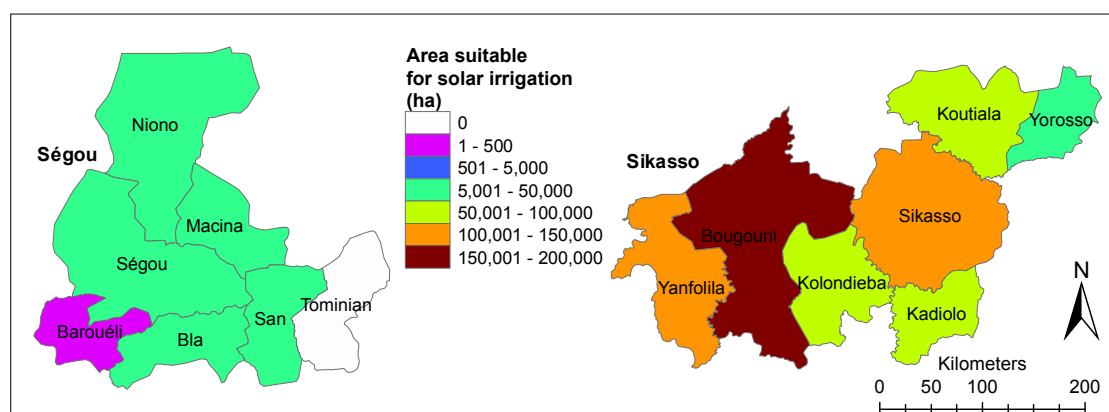 Ségou
Niono
Macina
Ségou
Barouéli
Bla
San
Tominian
Area suitable
for solar irrigation
(ha)
0
1 - 500
501 - 5,000
5,001 - 50,000
50,001 - 100,000
100,001 - 150,000
150,001 - 200,000
Sikasso
Koutiala
Yorosso
Sikasso
Bougouni
Yanfolila
Kolondieba
Kadiolo
N
Kilometers
0 50 100 200